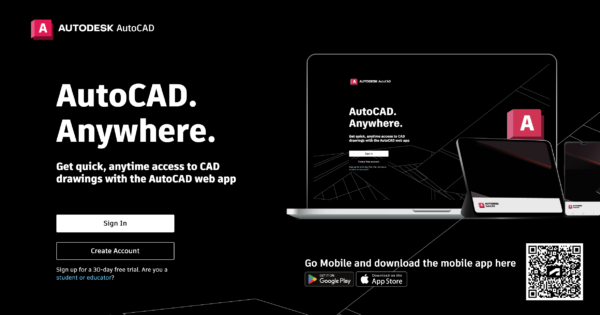 A AUTODESK AutoCAD
AutoCAD.
Anywhere.
Get quick, anytime access to CAD
drawings with the AutoCAD web app
Sign In
Create Account
Sign up for a 30-day free trial. Are you a
student or educator?
AUTODESK AutoCAD
AutoCAD.
Anywhere.
Get quick, anytime access to CAD
drawings with the AutoCAD web app
Sign In
Create Account
A
AUTODESK
Go Mobile and download the mobile app here
GET IT ON
Google Play
Download on the
App Store